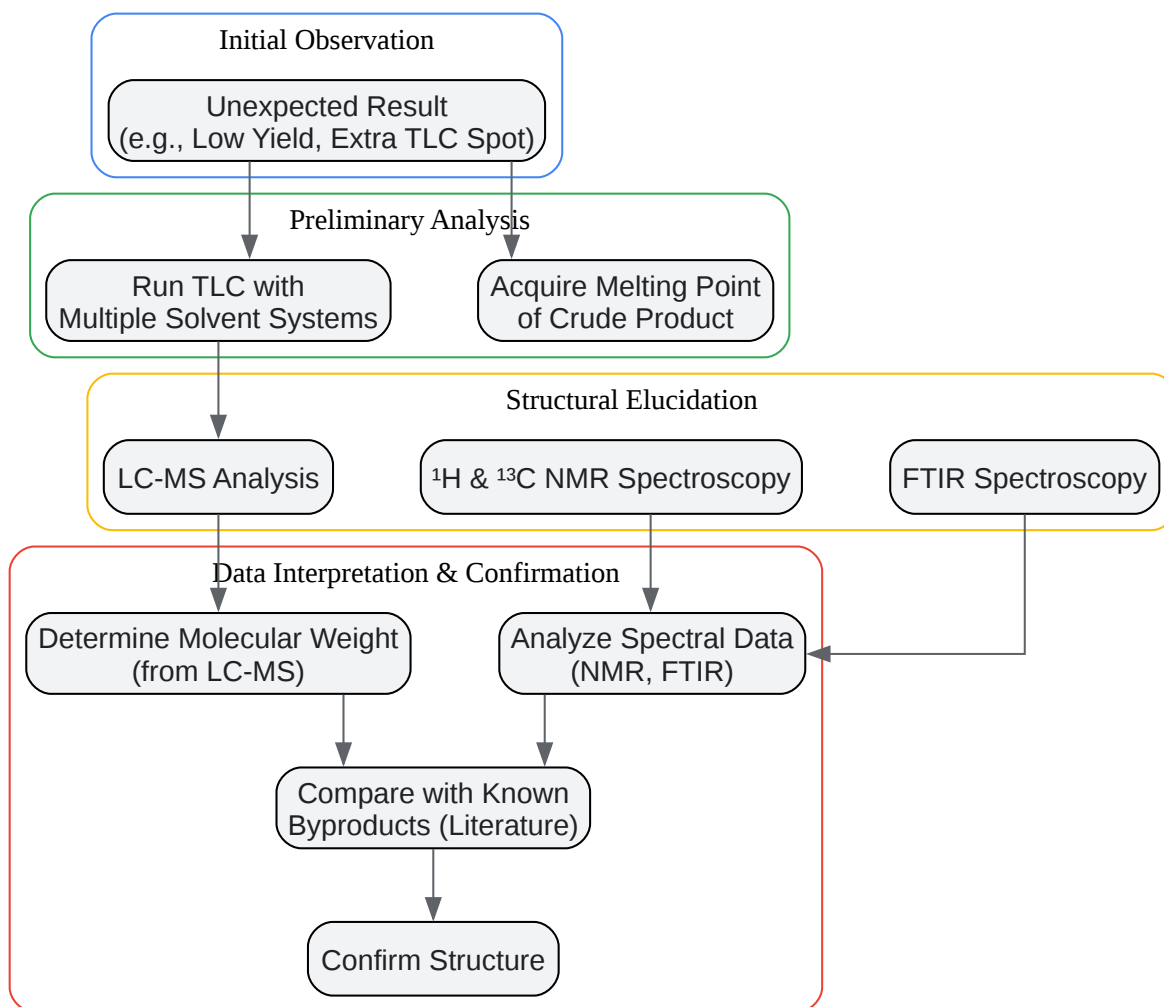 Initial Observation
Unexpected Result
(e.g., Low Yield, Extra TLC Spot)
Preliminary Analysis
Run TLC with
Multiple Solvent Systems
Acquire Melting Point
of Crude Product
Structural Elucidation
LC-MS Analysis
¹H & ¹³C NMR Spectroscopy
FTIR Spectroscopy
Data Interpretation & Confirmation
Determine Molecular Weight
(from LC-MS)
Analyze Spectral Data
(NMR, FTIR)
Compare with Known
Byproducts (Literature)
Confirm Structure